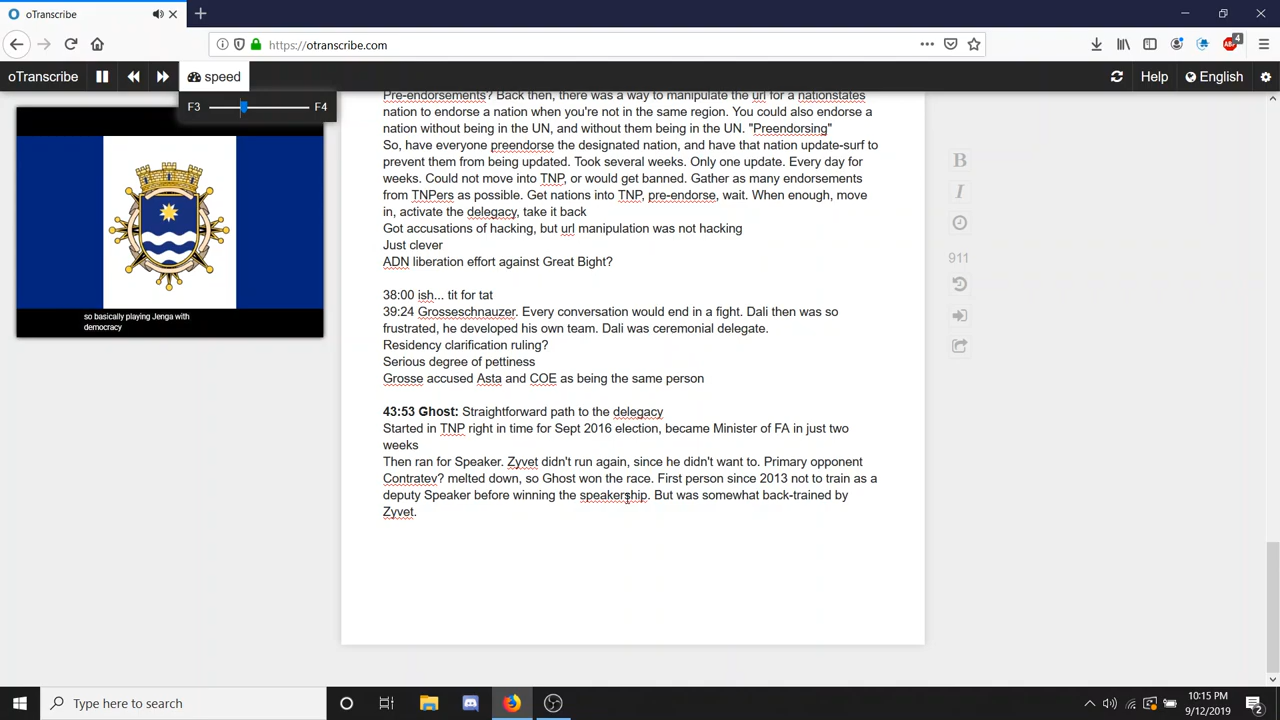 oTranscribe
https://otranscribe.com
4
oTranscribe
speed
Help
English
F3
F4
so basically playing Jenga with
democracy
Pre-endorsements? Back then, there was a way to manipulate the url for a nationstates
nation to endorse a nation when you're not in the same region. You could also endorse a
nation without being in the UN, and without them being in the UN. "Preendorsing"
So, have everyone preendorse the designated nation, and have that nation update-surf to
prevent them from being updated. Took several weeks. Only one update. Every day for
weeks. Could not move into TNP, or would get banned. Gather as many endorsements
from TNPers as possible. Get nations into TNP, pre-endorse, wait. When enough, move
in, activate the delegacy, take it back
Got accusations of hacking, but url manipulation was not hacking
Just clever
ADN liberation effort against Great Bight?
38:00 ish... tit for tat
39:24 Grosseschnauzer. Every conversation would end in a fight. Dali then was so
frustrated, he developed his own team. Dali was ceremonial delegate.
Residency clarification ruling?
Serious degree of pettiness
Grosse accused Asta and COE as being the same person
43:53 Ghost: Straightforward path to the delegacy
Started in TNP right in time for Sept 2016 election, became Minister of FA in just two
weeks
Then ran for Speaker. Zyvet didn't run again, since he didn't want to. Primary opponent
Contratev? melted down, so Ghost won the race. First person since 2013 not to train as a
deputy Speaker before winning the speakership. But was somewhat back-trained by
Zyvet.
B
I
911
Type here to search
10:15 PM
9/12/2019
2